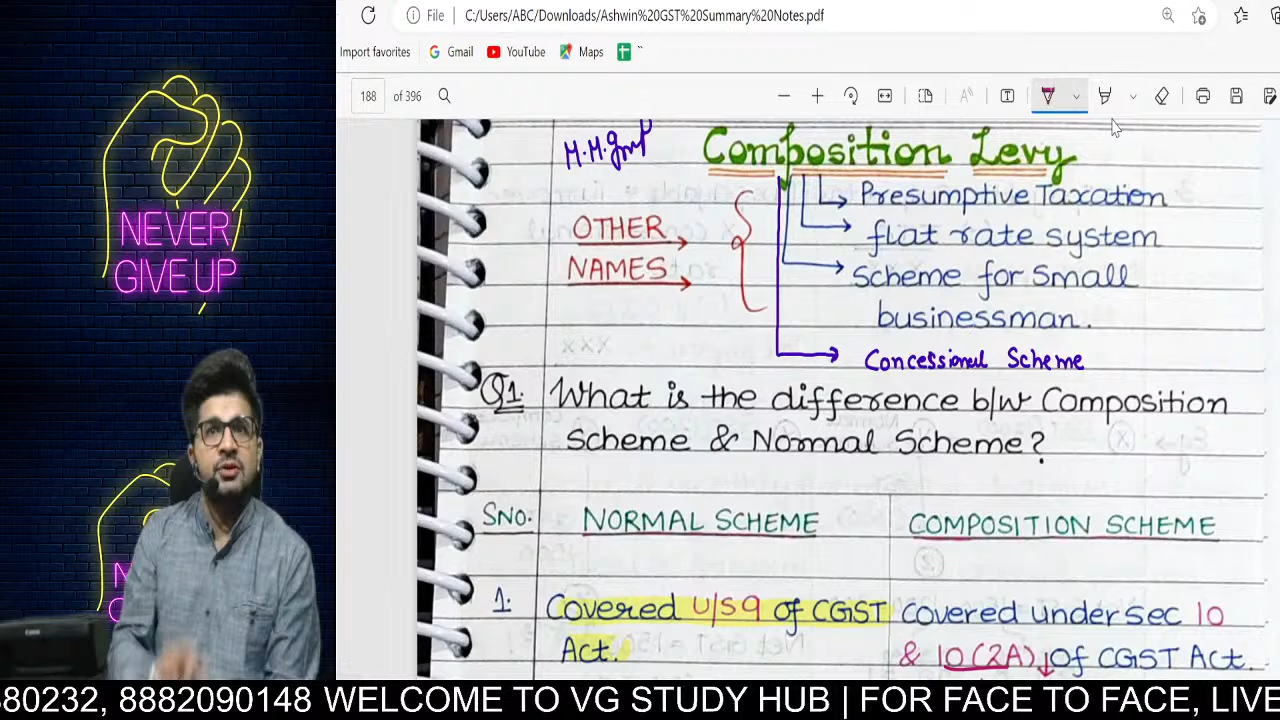 File C:/Users/ABC/Downloads/Ashwin%20GST%20Summary%20Notes.pdf
Import favorites Gmail YouTube Maps
188 of 396
Composition Levy
OTHER NAMES
Presumptive Taxation
flat rate system
Scheme for Small
businessman.
Concessional Scheme
xxx
Q1. What is the difference b/w Composition
Scheme & Normal Scheme?
SNO. NORMAL SCHEME COMPOSITION SCHEME
1. Covered U/S 9 of CGST Act.
Covered under sec 10
& 10(2A) of CGST Act.
NEVER
GIVE UP
380232, 8882090148 WELCOME TO VG STUDY HUB | FOR FACE TO FACE, LIVE